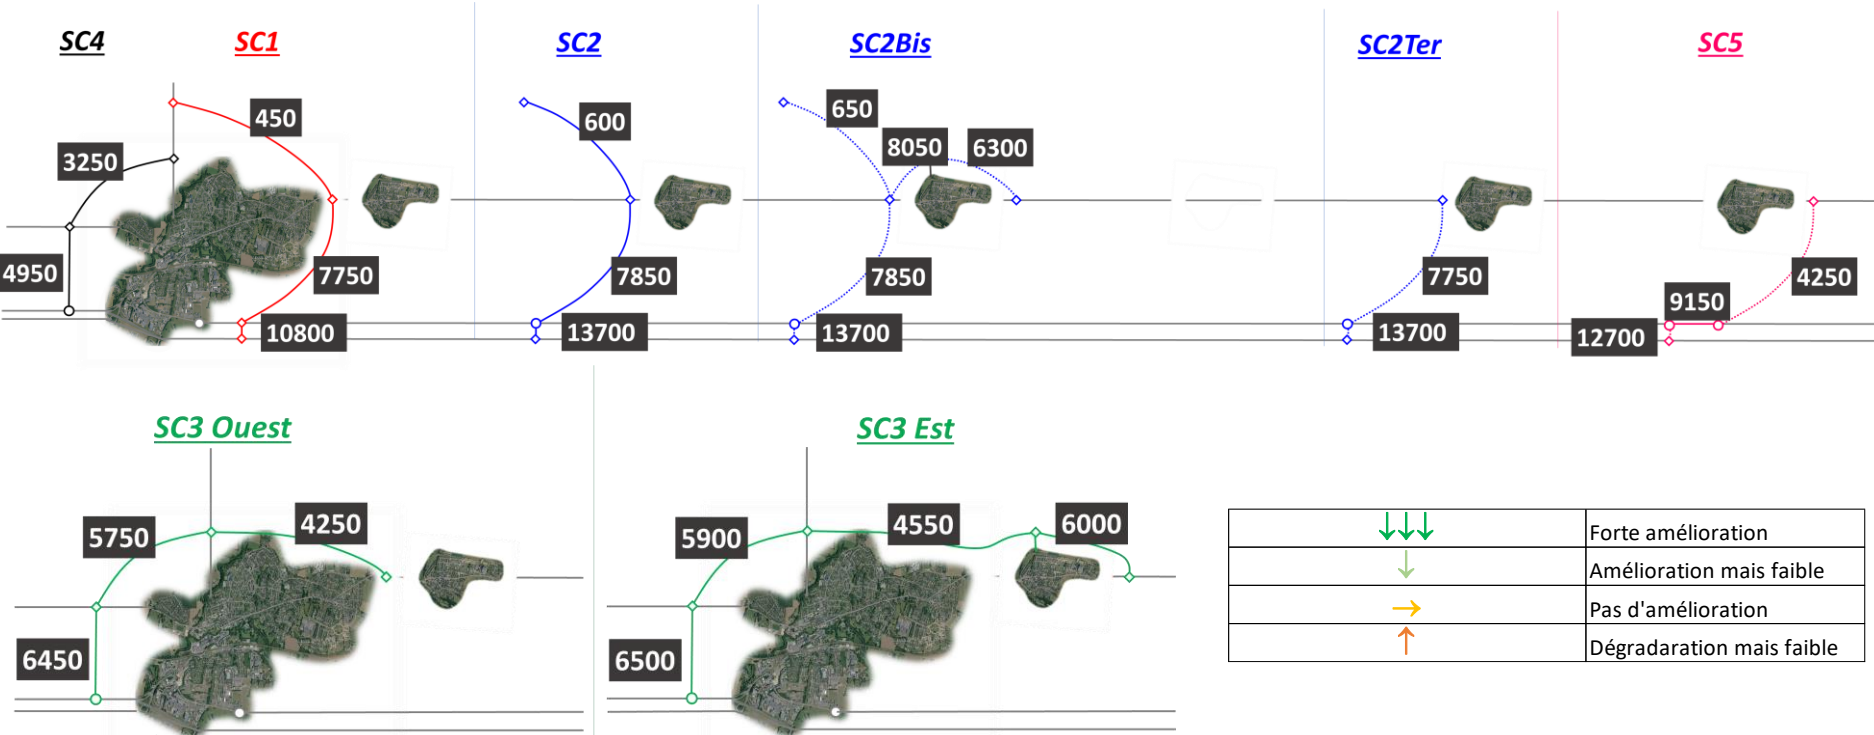 SC4
SC1
SC2
SC2Bis
SC2Ter
SC5
450
3250
4950
7750
10800
600
7850
13700
650
8050
6300
7850
13700
7750
13700
4250
9150
12700
SC3 Ouest
5750
4250
6450
SC3 Est
5900
4550
6000
6500
↓↓↓ Forte amélioration
↓ Amélioration mais faible
→ Pas d'amélioration
↑ Dégradaration mais faible